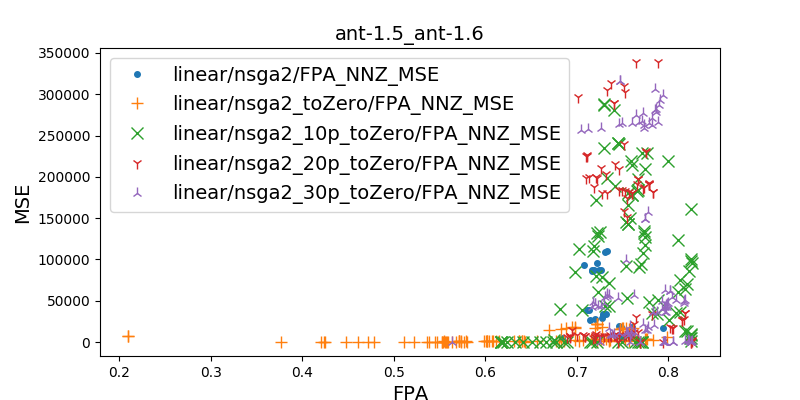 ant-1.5_ant-1.6
350000
300000
250000
200000
150000
100000
50000
0
MSE
linear/nsga2/FPA_NNZ_MSE
linear/nsga2_toZero/FPA_NNZ_MSE
linear/nsga2_10p_toZero/FPA_NNZ_MSE
linear/nsga2_20p_toZero/FPA_NNZ_MSE
linear/nsga2_30p_toZero/FPA_NNZ_MSE
0.2 0.3 0.4 0.5 0.6 0.7 0.8
FPA